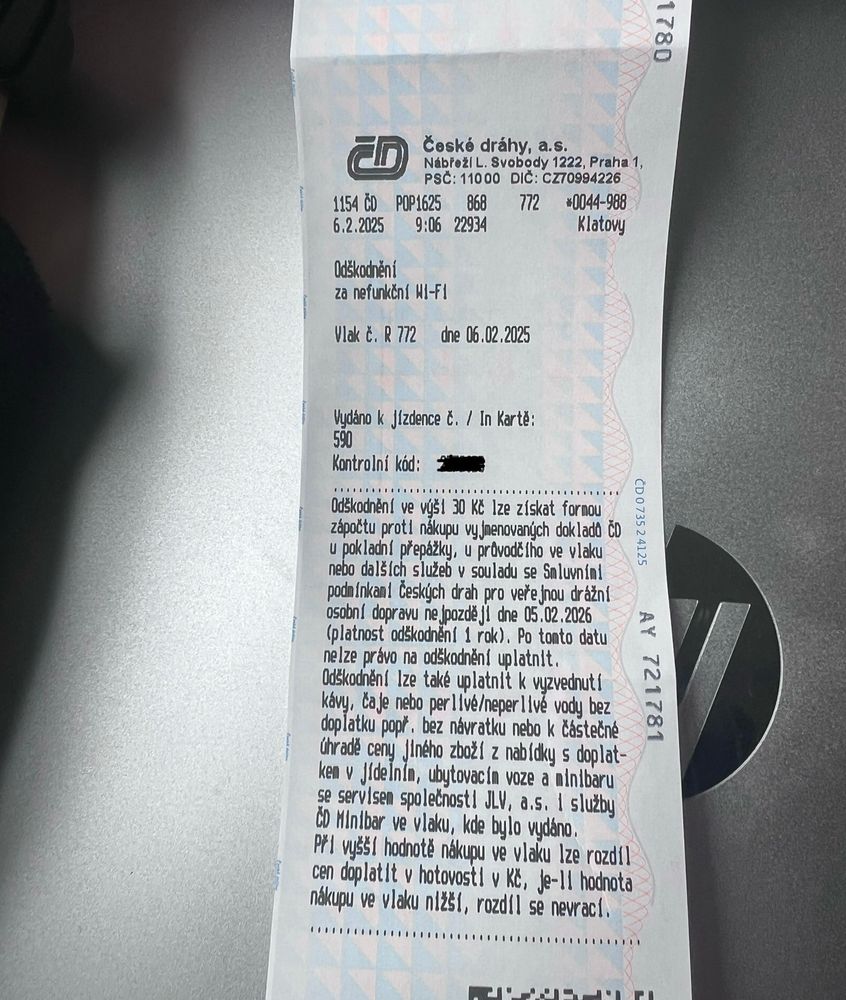 1780
ČD České dráhy, a.s.
Nábřeží L. Svobody 1222, Praha 1,
PSČ: 11000 DIČ: CZ70994226
1154 ČD POP1625 868 772 *0044-988
6.2.2025 9:06 22934 Klatovy
Odškodnění
za nefunkční Wi-Fi
Vlak č. R 772 dne 06.02.2025
Vydáno k jízdence č. / In Kartě:
590
Kontrolní kód:
Odškodnění ve výši 30 Kč lze získat formou
zápočtu proti nákupu vyjmenovaných dokladů ČD
u pokladní přepážky, u průvodčího ve vlaku
nebo dalších služeb v souladu se Smluvními
podmínkami Českých drah pro veřejnou drážní
osobní dopravu nejpozději dne 05.02.2026
(platnost odškodnění 1 rok). Po tomto datu
nelze právo na odškodnění uplatnit.
Odškodnění lze také uplatnit k vyzvednutí
kávy, čaje nebo perlivé/neperlivé vody bez
doplatku popř. bez návratku nebo k částečné
úhradě ceny jiného zboží z nabídky s doplat-
kem v jídelním, ubytovacím voze a minibaru
se servisem společnosti JLV, a.s. i služby
ČD Minibar ve vlaku, kde bylo vydáno.
Při vyšší hodnotě nákupu ve vlaku lze rozdíl
cen doplatit v hotovosti v Kč, je-li hodnota
nákupu ve vlaku nižší, rozdíl se nevrací.
ČD 0735 2 4125
AY 721781